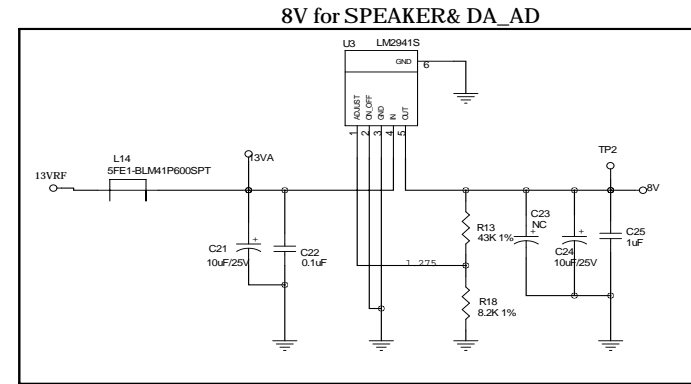 8V for SPEAKER& DA_AD
U3 LM2941S
GND 6
ADJUST
ON_OFF
GND
IN
OUT
1 2 3 4 5
L14
5FE1-BLM41P600SPT
13VRF
13VA
TP2
8V
R13
43K 1%
C23
NC
C25
1uF
C21
10uF/25V
C22
0.1uF
C24
10uF/25V
1.275
R18
8.2K 1%